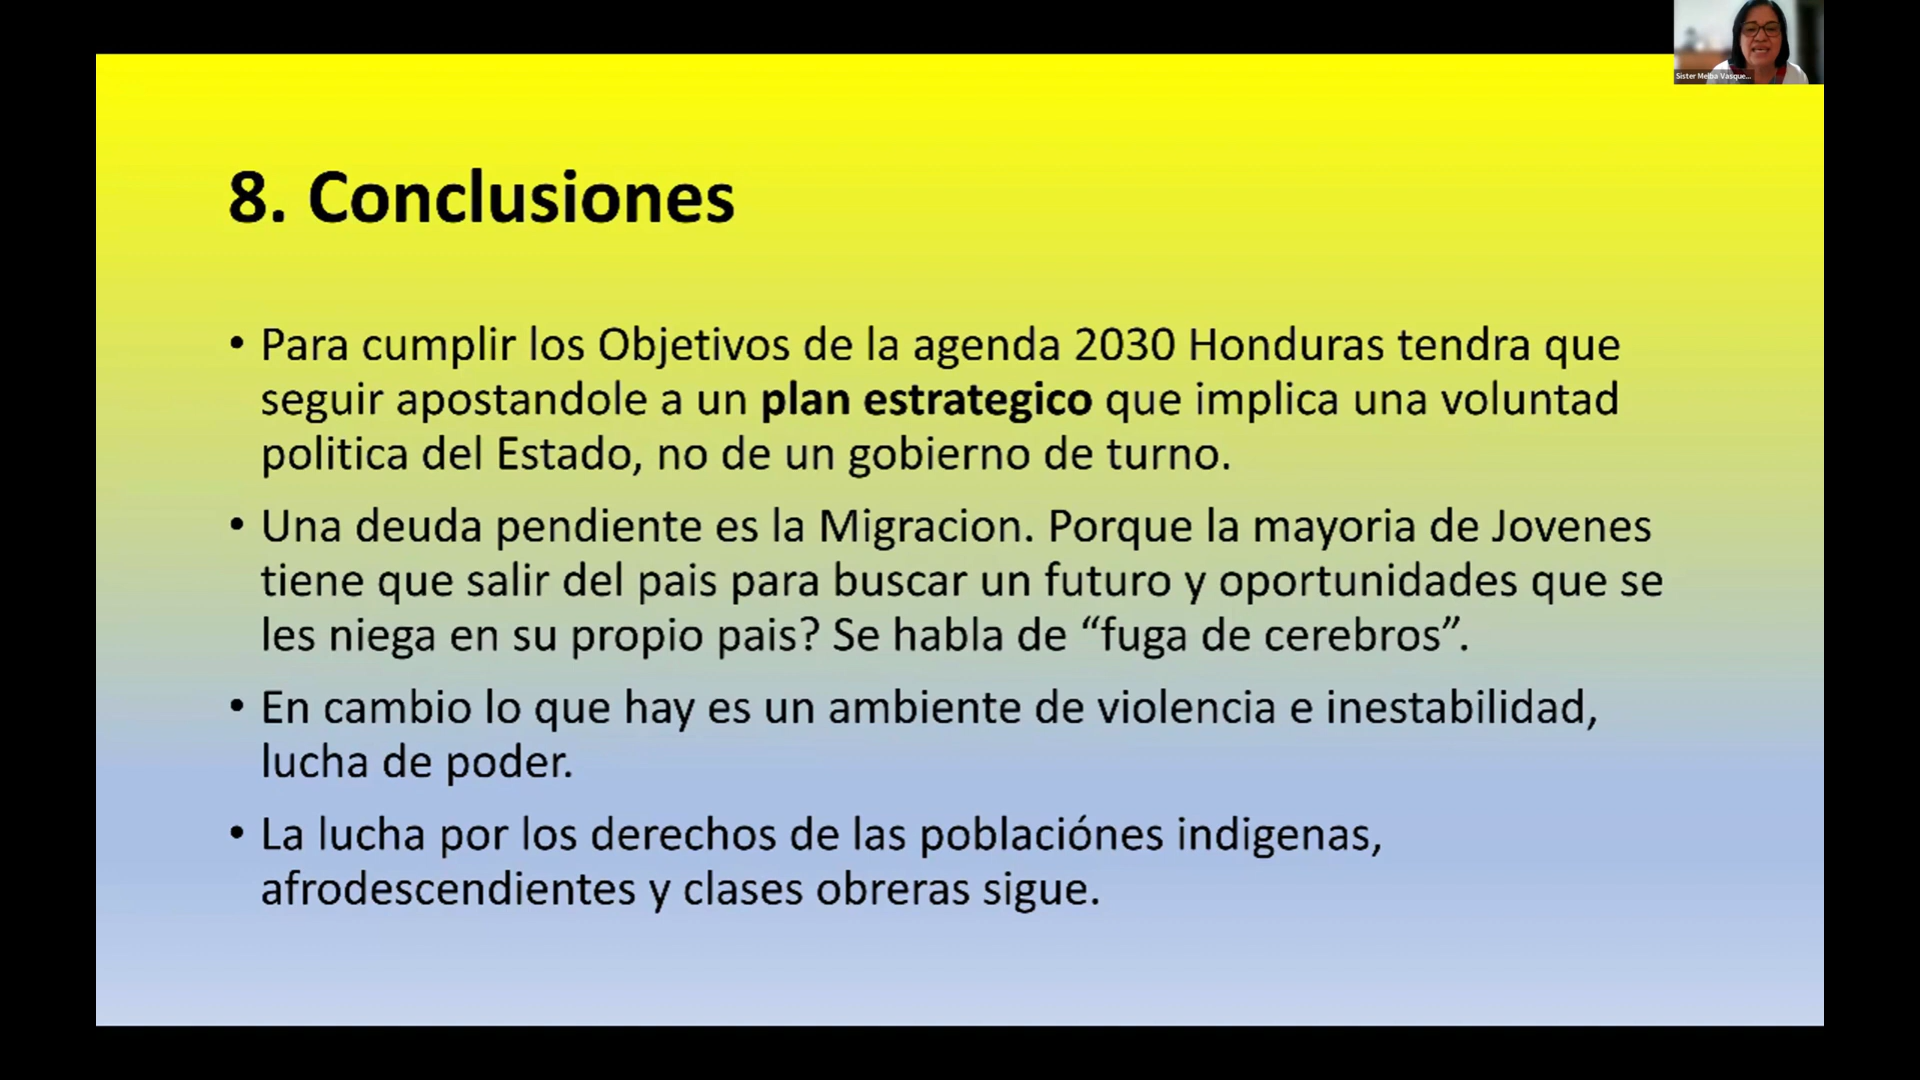 Sister Melba Vasque...
8. Conclusiones
• Para cumplir los Objetivos de la agenda 2030 Honduras tendra que
seguir apostandole a un plan estrategico que implica una voluntad
politica del Estado, no de un gobierno de turno.
• Una deuda pendiente es la Migracion. Porque la mayoria de Jovenes
tiene que salir del pais para buscar un futuro y oportunidades que se
les niega en su propio pais? Se habla de “fuga de cerebros”.
• En cambio lo que hay es un ambiente de violencia e inestabilidad,
lucha de poder.
• La lucha por los derechos de las poblaciónes indigenas,
afrodescendientes y clases obreras sigue.